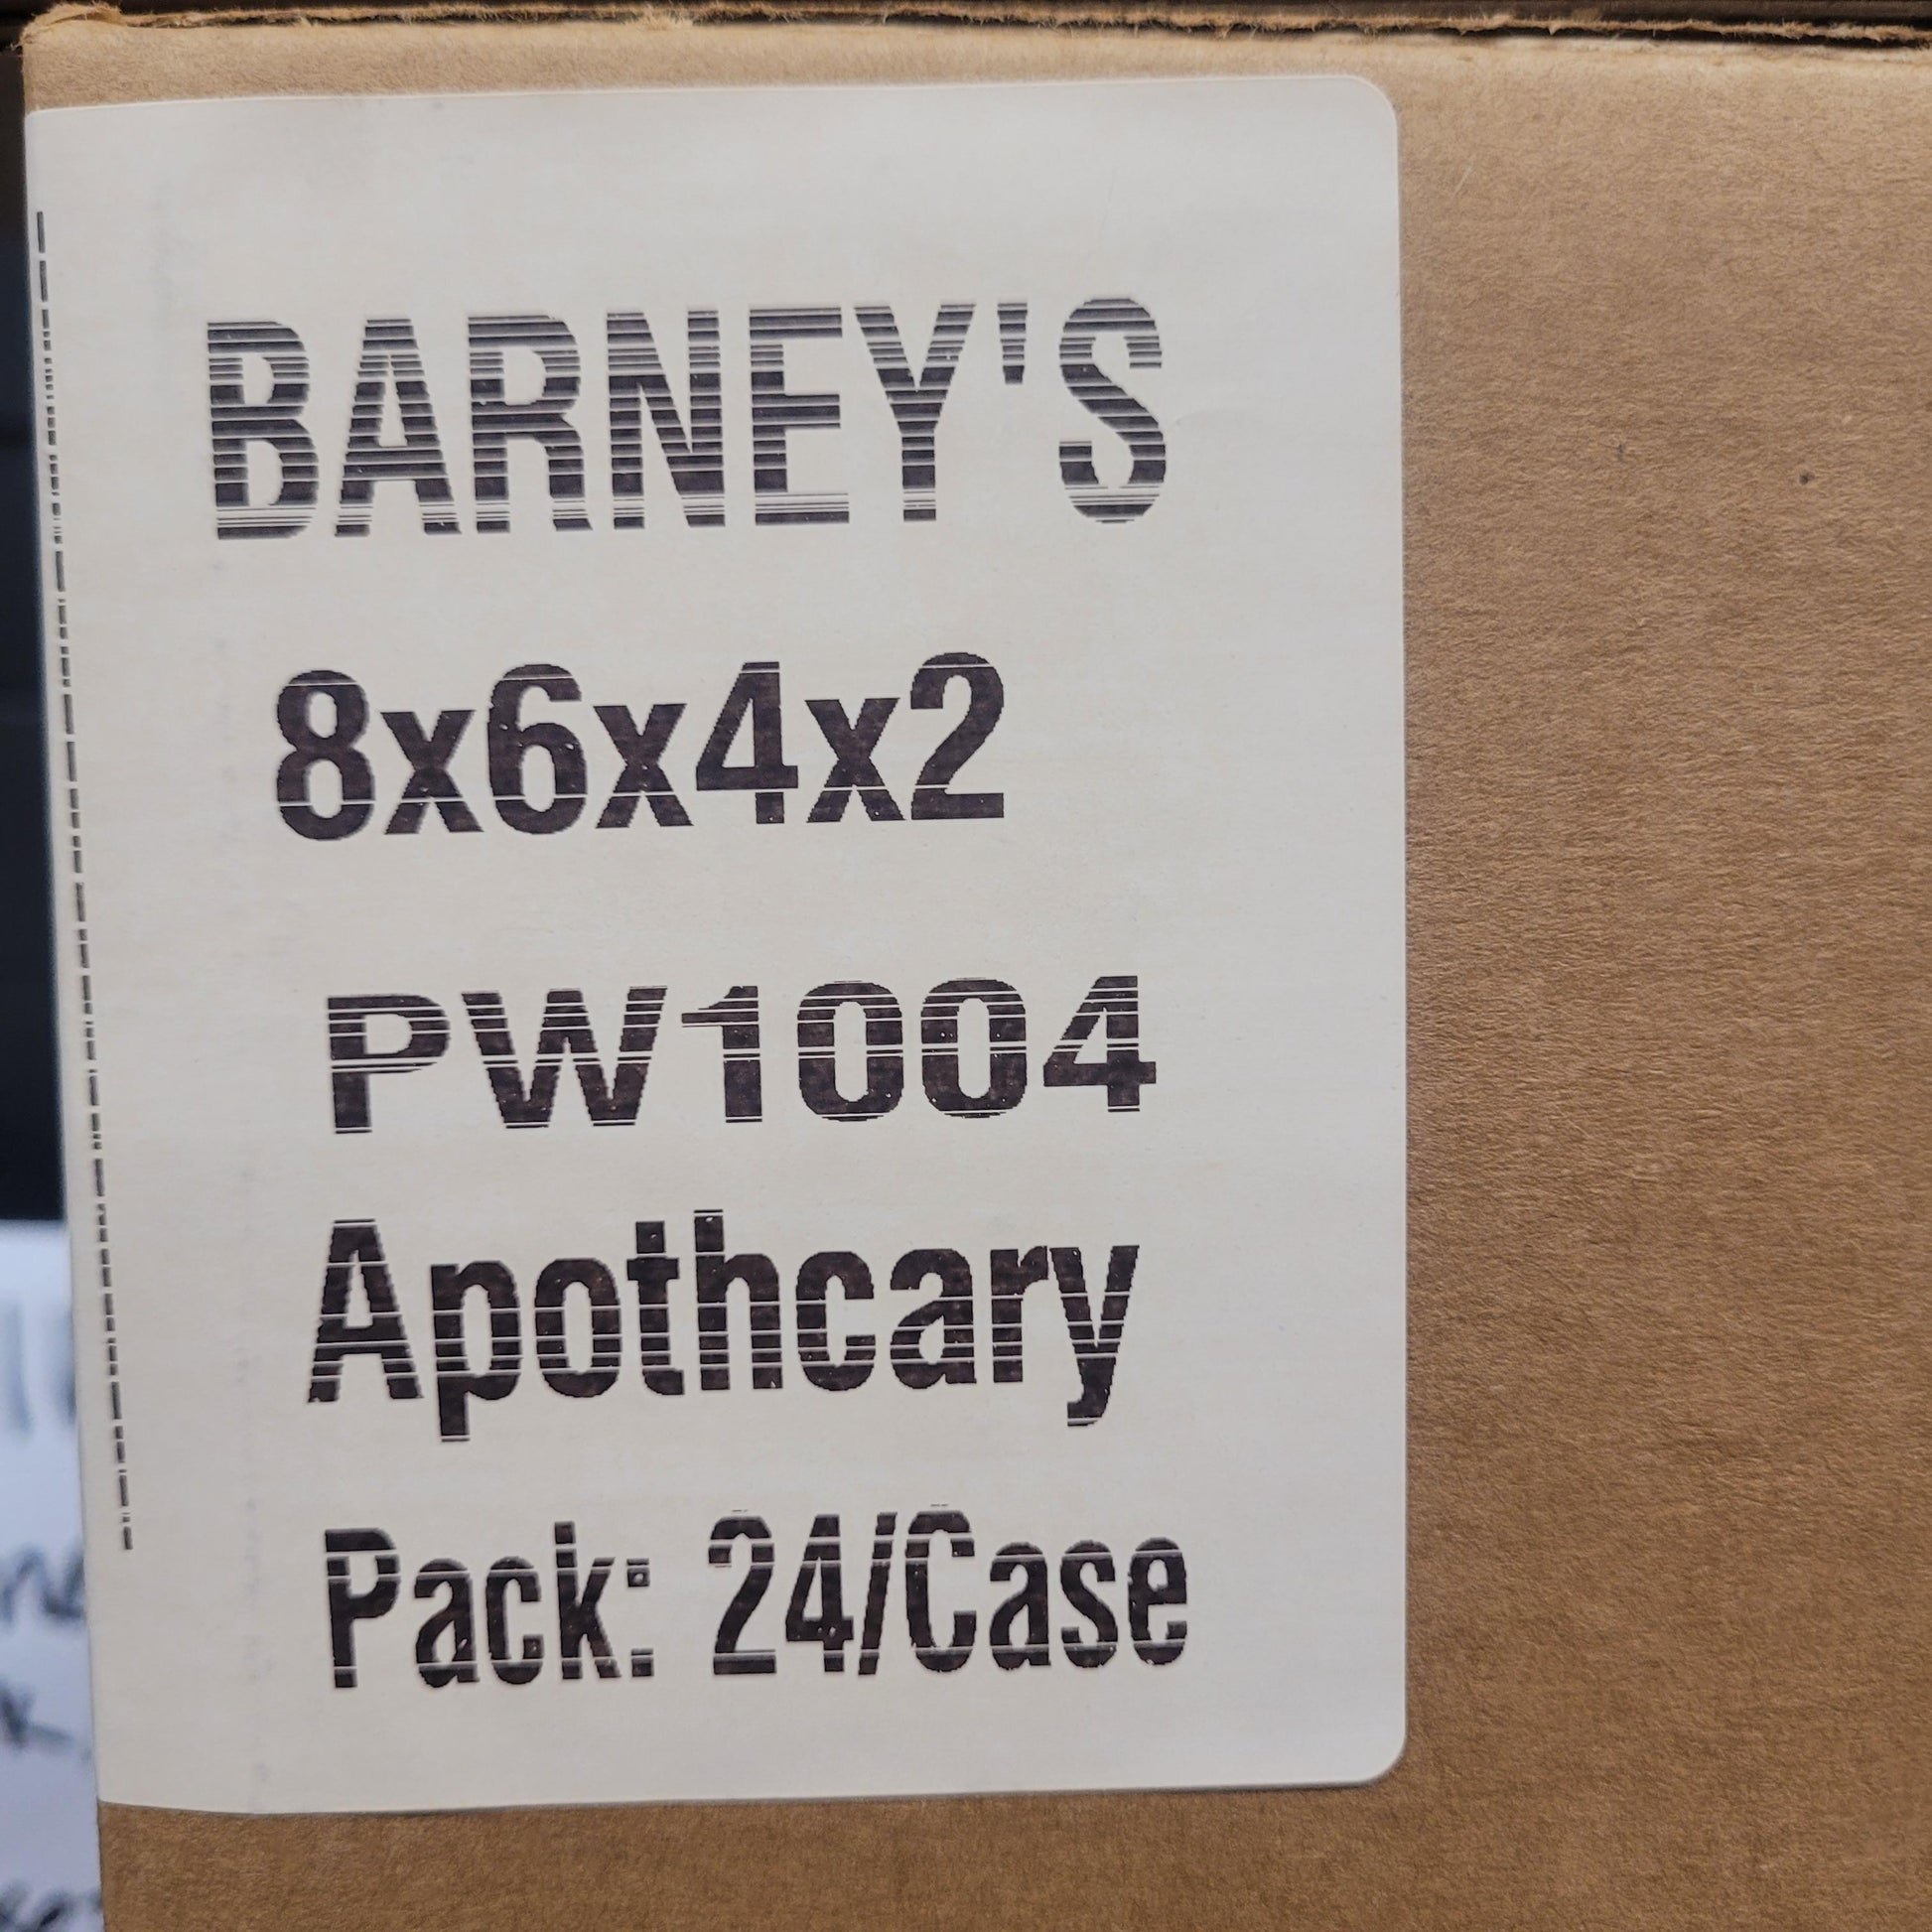 BARNEY'S
8x6x4x2
PW1004
Apothcary
Pack: 24/Case